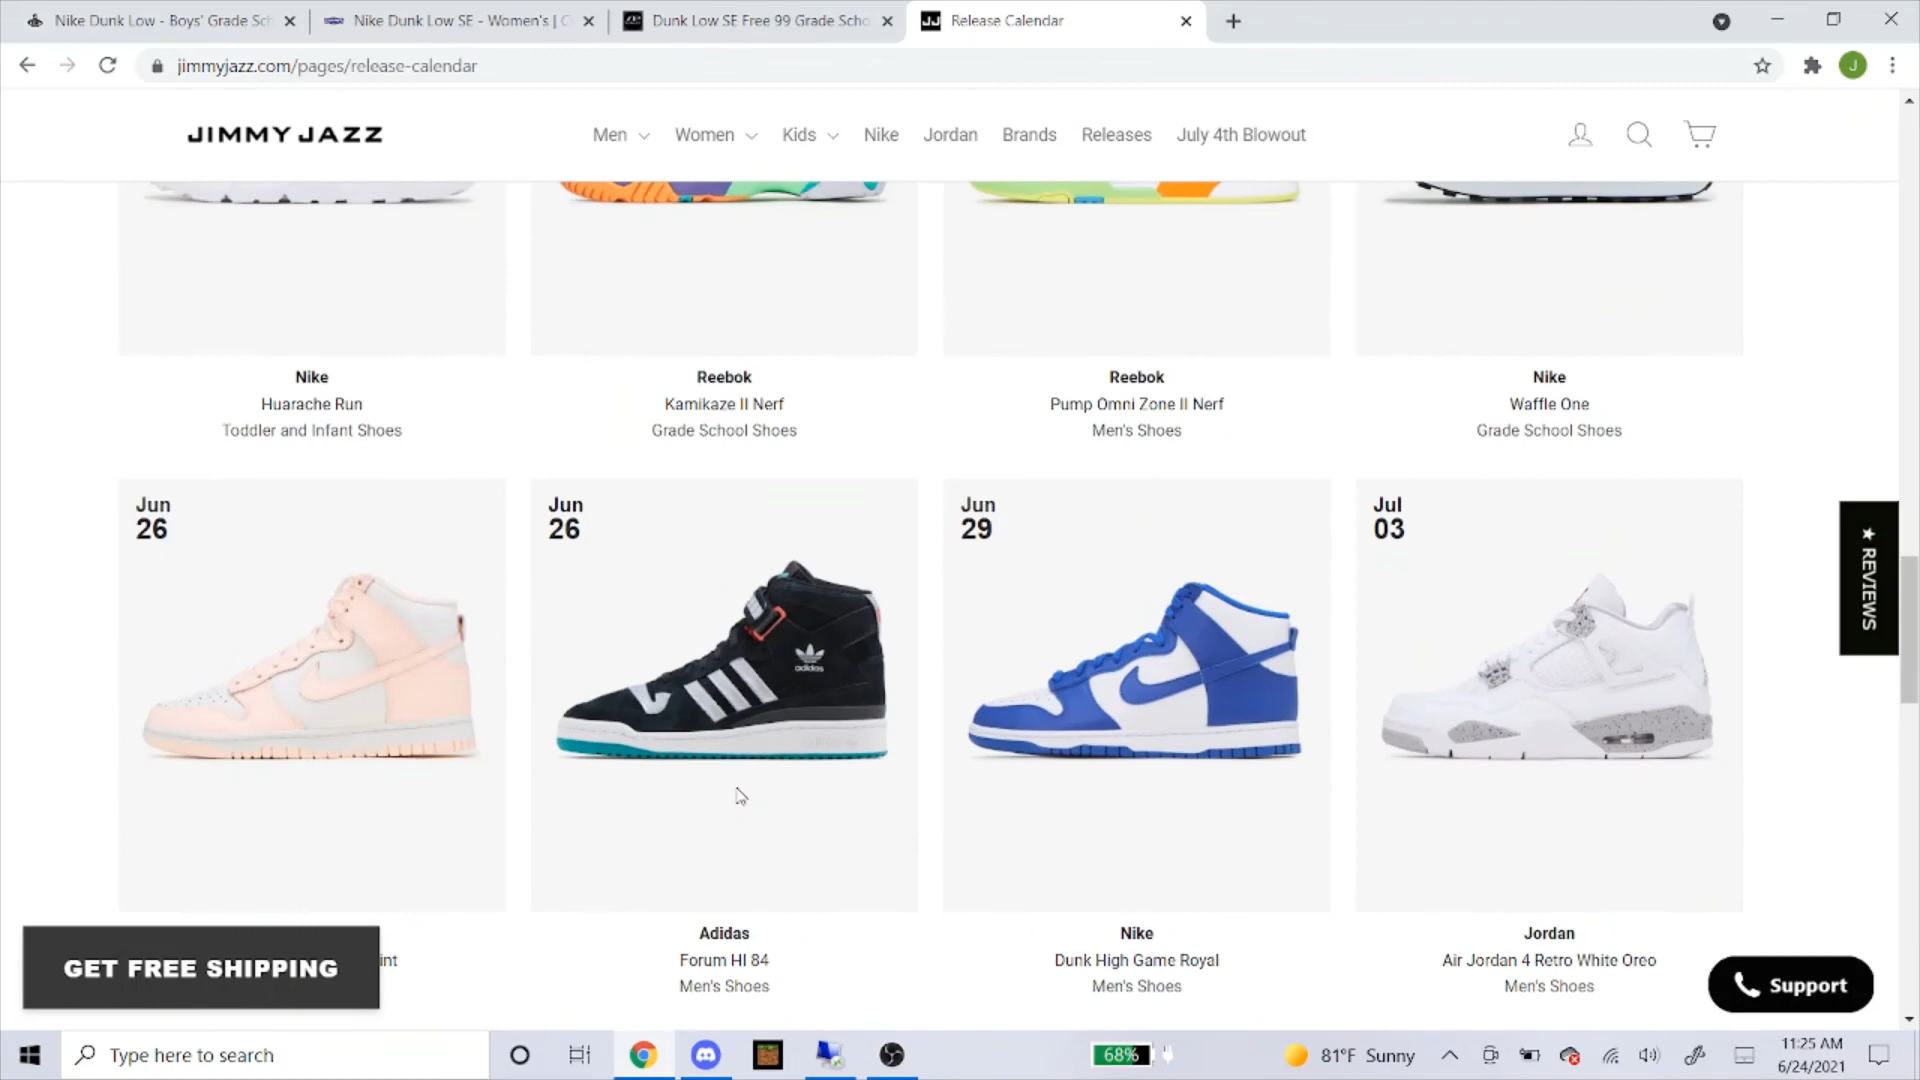 Nike Dunk Low - Boys' Grade Sch
Nike Dunk Low SE - Women's | C
Dunk Low SE Free 99 Grade Scho
Release Calendar
jimmyjazz.com/pages/release-calendar
J
JIMMY JAZZ
Men
Women
Kids
Nike
Jordan
Brands
Releases
July 4th Blowout
Nike
Huarache Run
Toddler and Infant Shoes
Reebok
Kamikaze II Nerf
Grade School Shoes
Reebok
Pump Omni Zone II Nerf
Men's Shoes
Nike
Waffle One
Grade School Shoes
Jun
26
Jun
26
adidas
Jun
29
Jul
03
★ REVIEWS
GET FREE SHIPPING
int
Adidas
Forum HI 84
Men's Shoes
Nike
Dunk High Game Royal
Men's Shoes
Jordan
Air Jordan 4 Retro White Oreo
Men's Shoes
Support
Type here to search
68%
81°F Sunny
11:25 AM
6/24/2021